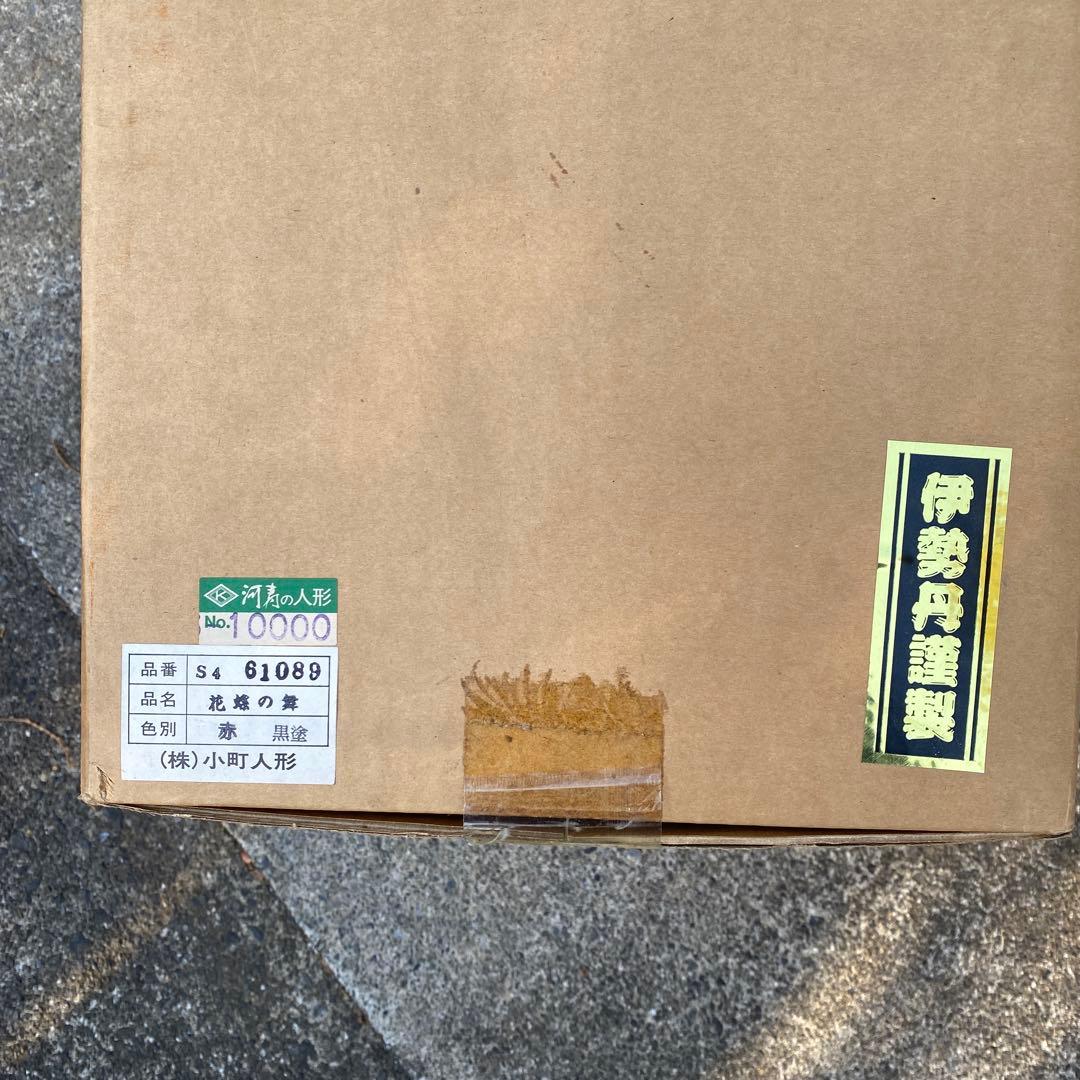 K 河寿の人形
No. 10000
品番 S4 61089
品名 花蝶の舞
色別 赤 黒塗
(株)小町人形
伊勢丹謹製